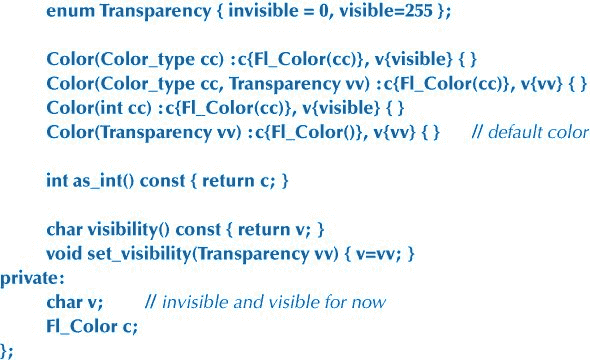 enum Transparency { invisible = 0, visible=255 };
Color(Color_type cc) :c{Fl_Color(cc)}, v{visible} { }
Color(Color_type cc, Transparency vv) :c{Fl_Color(cc)}, v{vv} { }
Color(int cc) :c{Fl_Color(cc)}, v{visible} { }
Color(Transparency vv) :c{Fl_Color()}, v{vv} { } // default color
int as_int() const { return c; }
char visibility() const { return v; }
void set_visibility(Transparency vv) { v=vv; }
private:
char v; // invisible and visible for now
Fl_Color c;
};